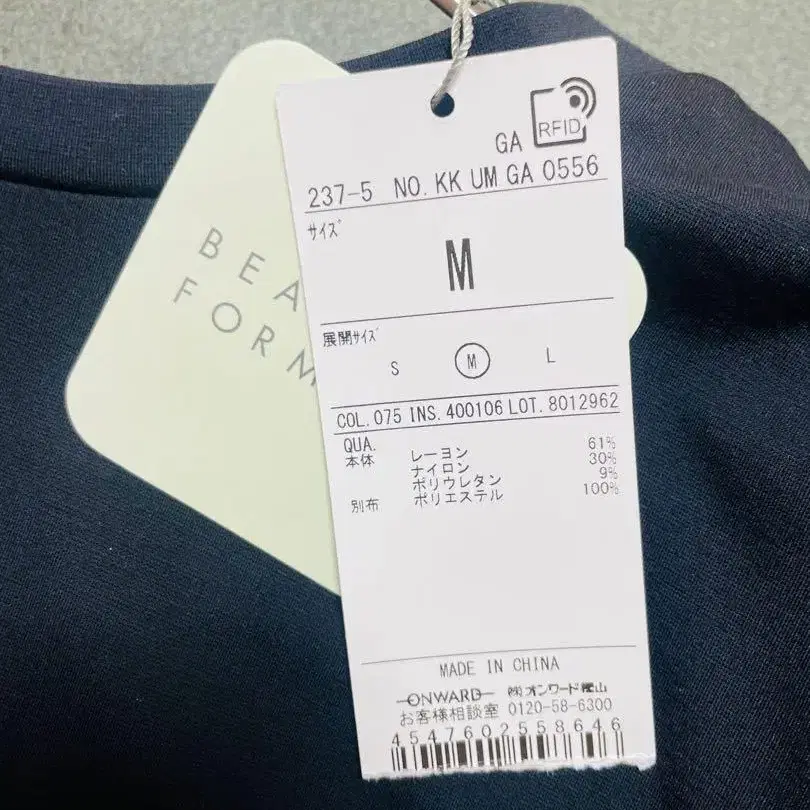 BEA
FORM
GA RFID
237-5 NO. KK UM GA 0556
サイズ
M
展開サイズ
S M L
COL. 075 INS. 400106 LOT. 8012962
QUA.
本体 レーヨン 61%
ナイロン 30%
ポリウレタン 9%
別布 ポリエステル 100%
MADE IN CHINA
ONWARD ㈱オンワード樫山
お客様相談室 0120-58-6300
4547602558646